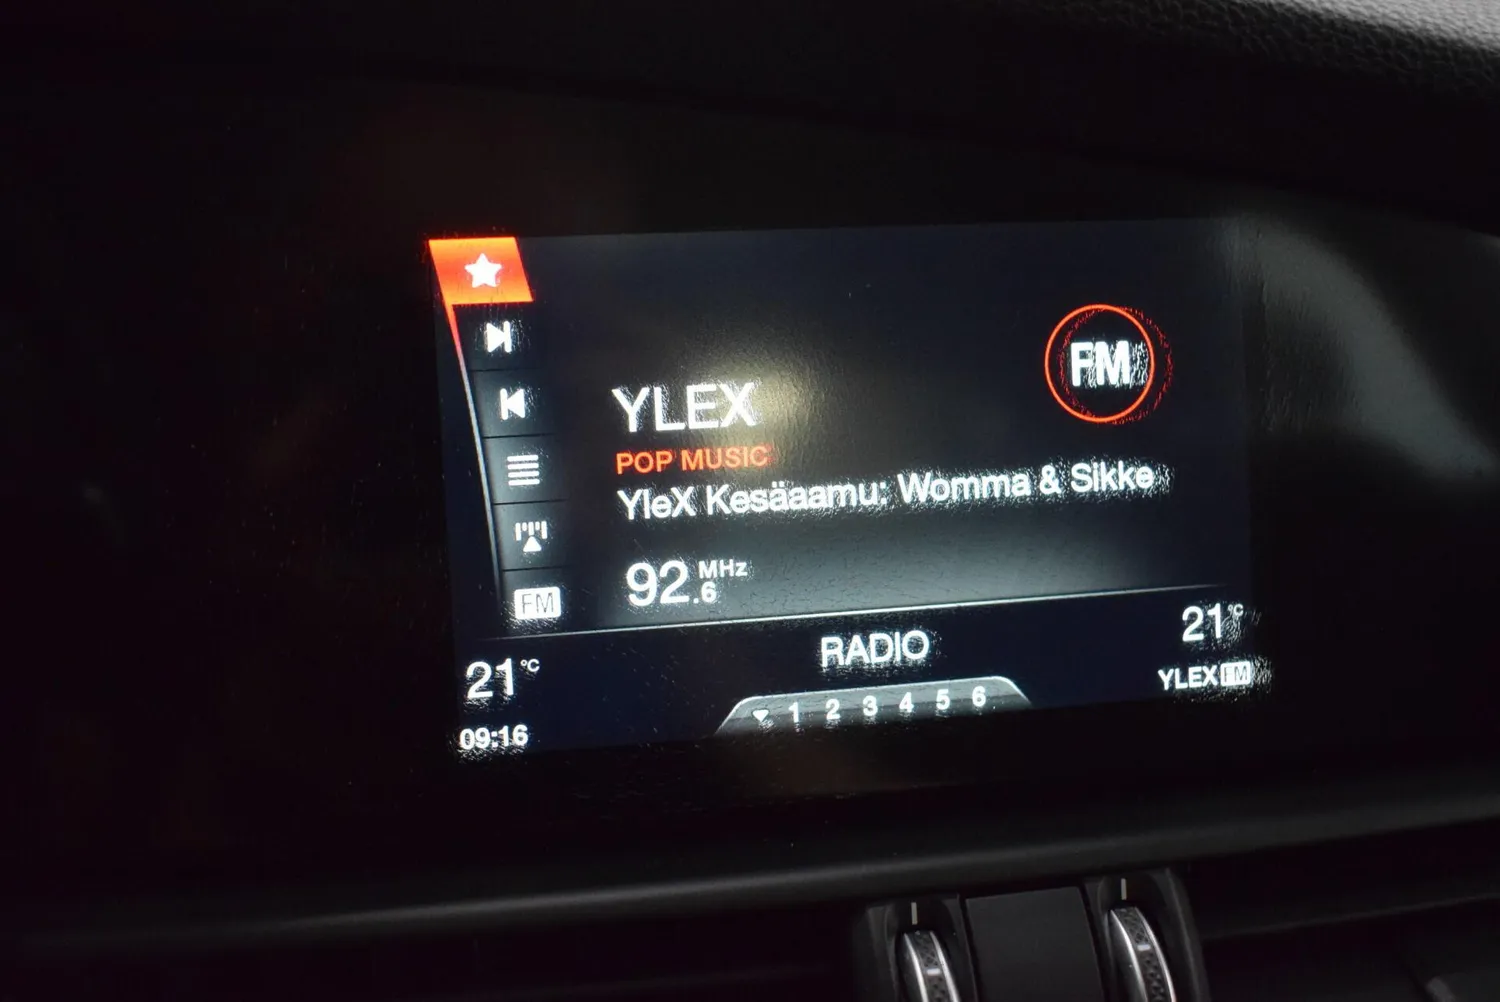 FM
YLEX
POP MUSIC
YleX Kesäaamu: Womma & Sikke
92.6 MHz
FM
21°C
RADIO
21°C
YLEX FM
1 2 3 4 5 6
09:16